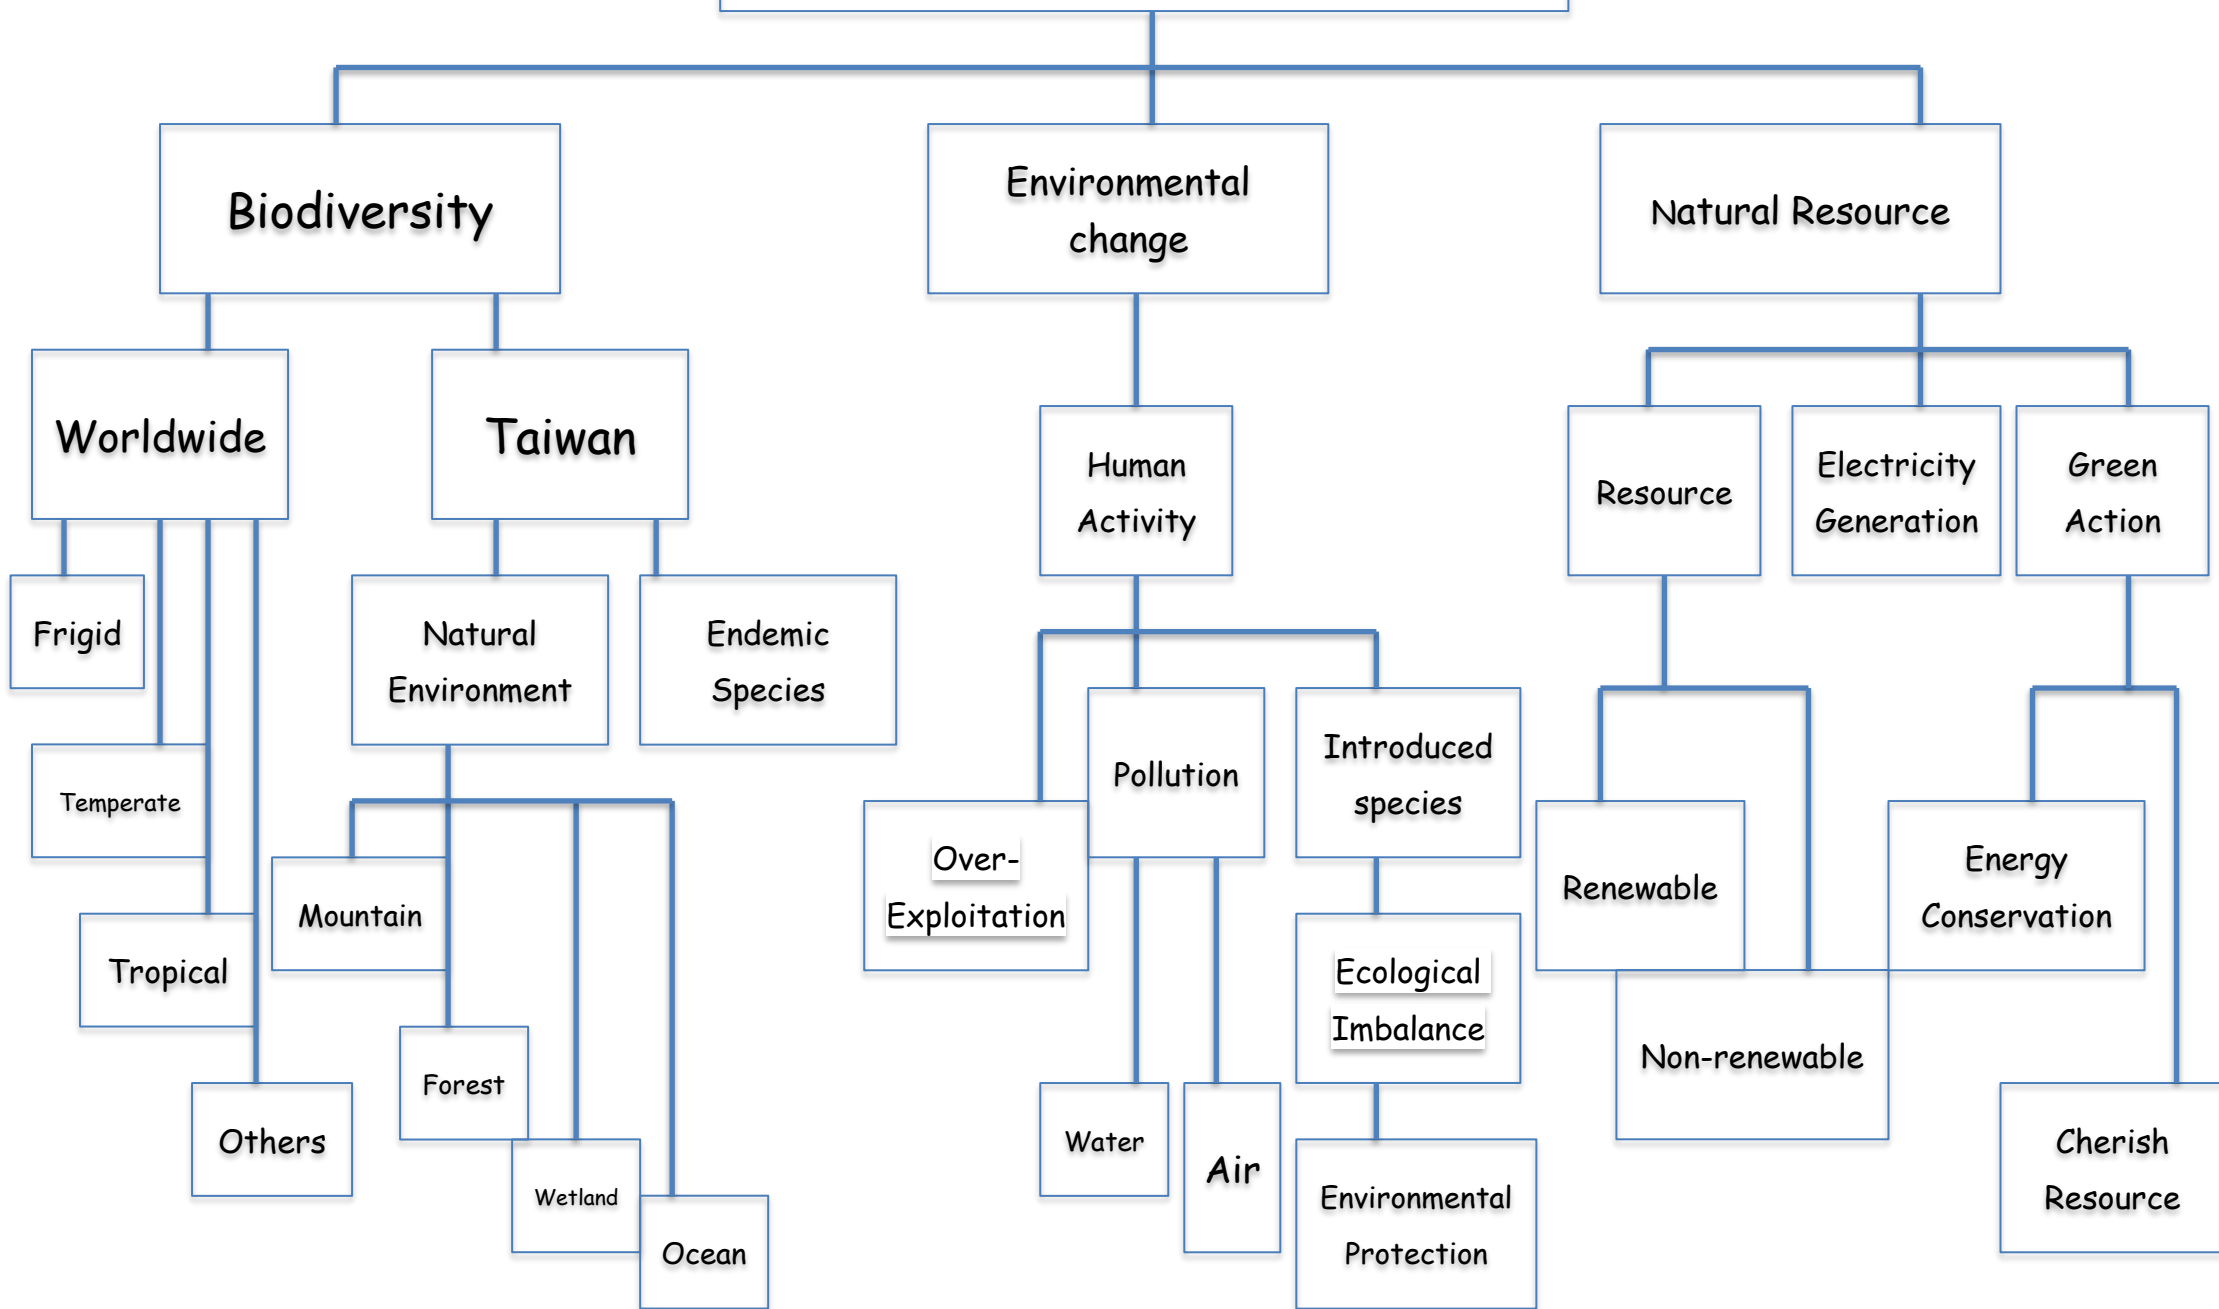 Biodiversity
Environmental
change
Natural Resource
Worldwide
Taiwan
Human
Activity
Resource
Electricity
Generation
Green
Action
Frigid
Natural
Environment
Endemic
Species
Temperate
Pollution
Introduced
species
Mountain
Over-
Exploitation
Renewable
Energy
Conservation
Tropical
Ecological
Imbalance
Forest
Non-renewable
Others
Water
Air
Cherish
Resource
Wetland
Environmental
Protection
Ocean